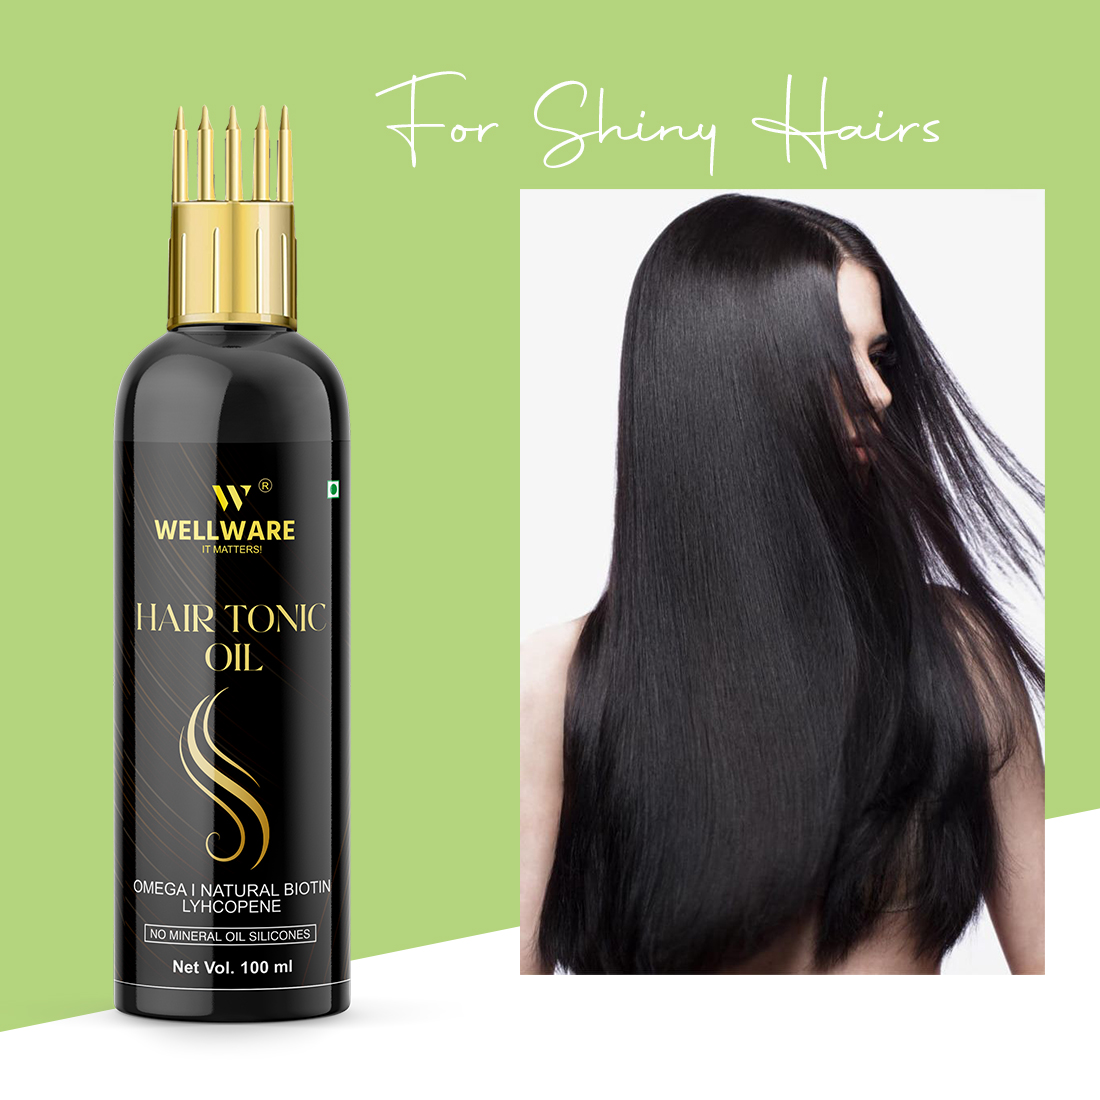 For Shiny Hairs
W ®
WELLWARE
IT MATTERS!
HAIR TONIC
OIL
OMEGA I NATURAL BIOTIN
LYHCOPENE
NO MINERAL OIL SILICONES
Net Vol. 100 ml